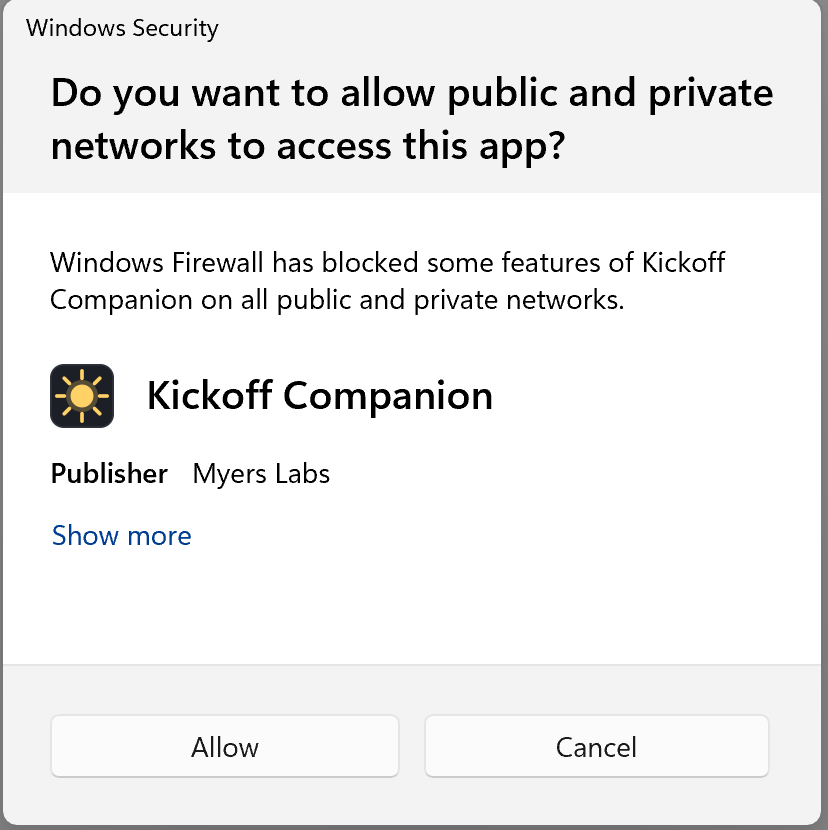 Windows Security
Do you want to allow public and private
networks to access this app?
Windows Firewall has blocked some features of Kickoff
Companion on all public and private networks.
Kickoff Companion
Publisher Myers Labs
Show more
Allow
Cancel